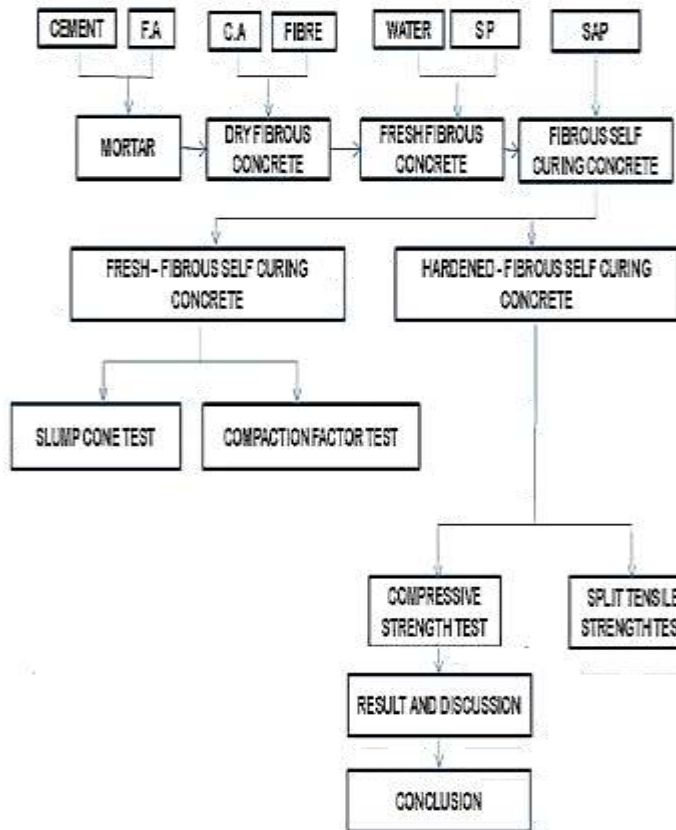 CEMENT
F.A
C.A
FIBRE
WATER
S P
SAP
MORTAR
DRY FIBROUS
CONCRETE
FRESH FIBROUS
CONCRETE
FIBROUS SELF
CURING CONCRETE
FRESH – FIBROUS SELF CURING
CONCRETE
HARDENED - FIBROUS SELF CURING
CONCRETE
SLUMP CONE TEST
COMPACTION FACTOR TEST
COMPRESSIVE
STRENGTH TEST
SPLIT TENSILE
STRENGTH TES
RESULT AND DISCUSSION
CONCLUSION